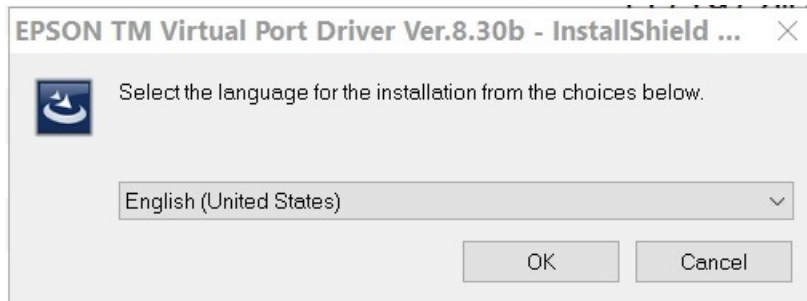 EPSON TM Virtual Port Driver Ver.8.30b - InstallShield ...
Select the language for the installation from the choices below.
English (United States)
OK
Cancel